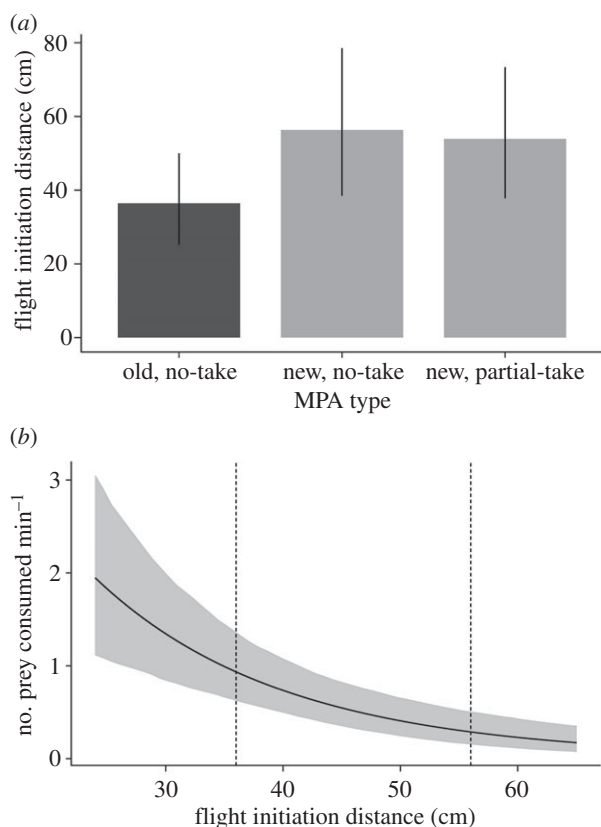 (a)
flight initiation distance (cm)
80
60
40
20
0
old, no-take new, no-take new, partial-take
MPA type
(b)
no. prey consumed min⁻¹
3
2
1
0
30 40 50 60
flight initiation distance (cm)